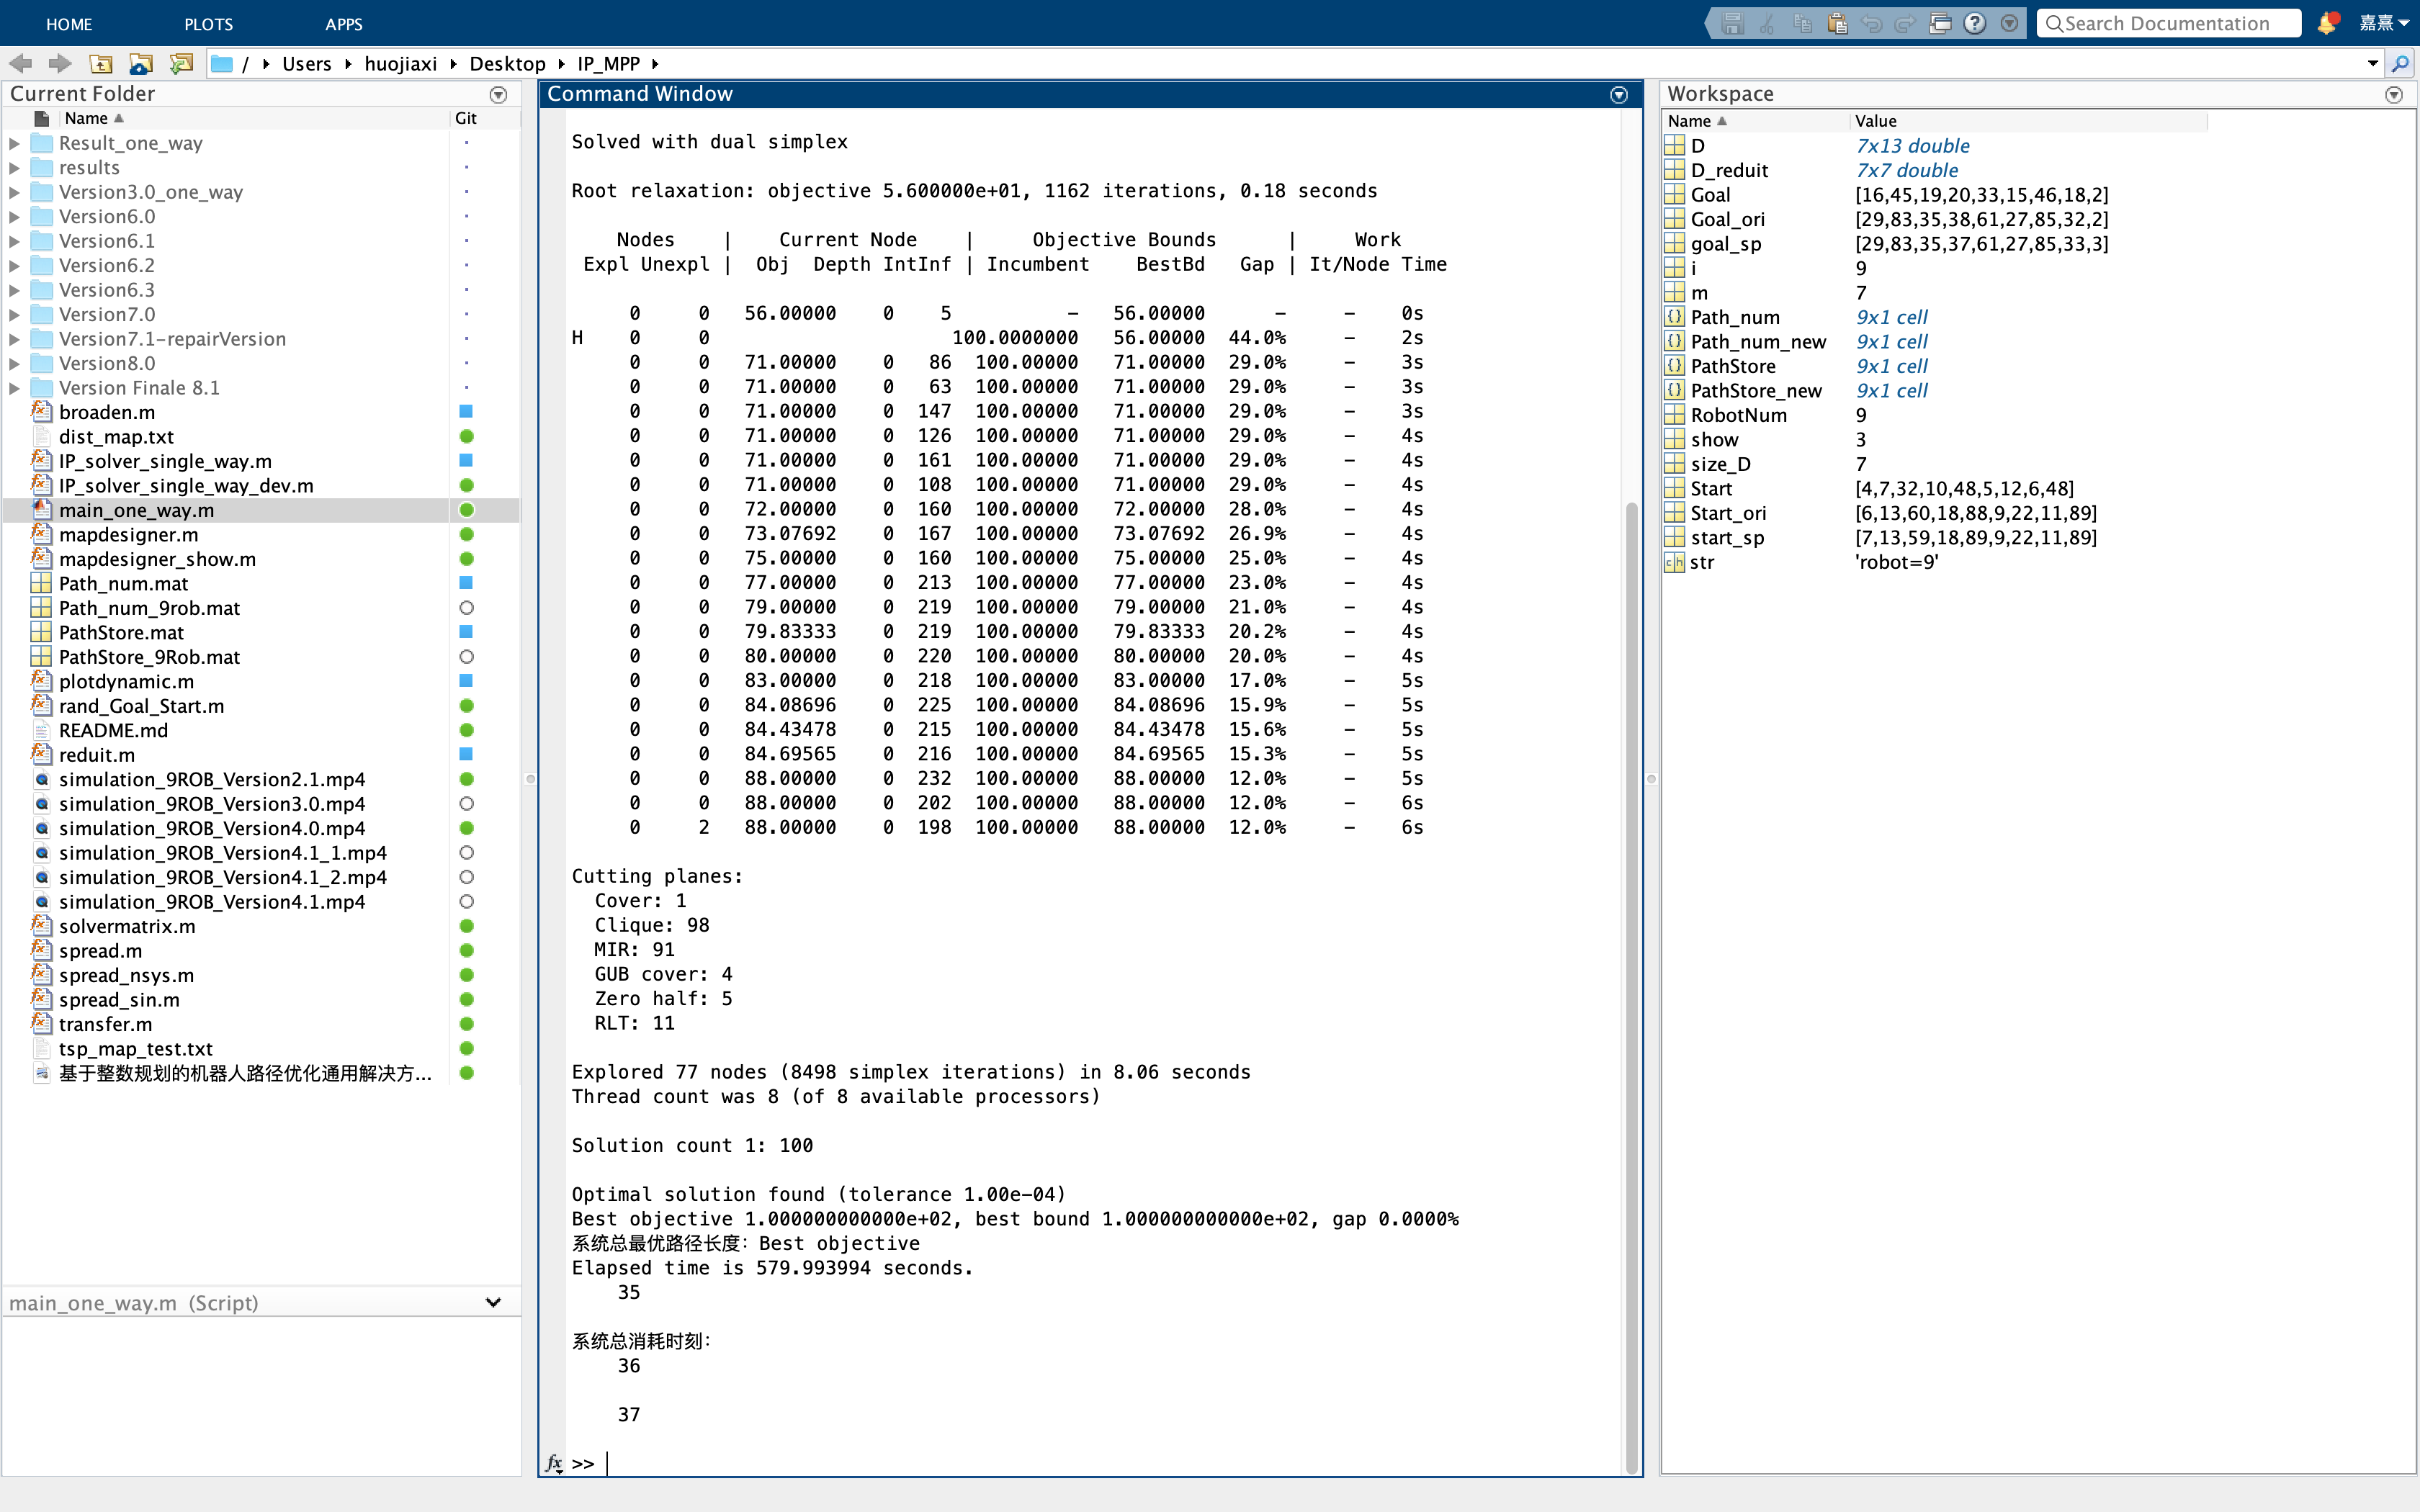 HOME PLOTS APPS Search Documentation 嘉熹
/ Users huojiaxi Desktop IP_MPP
Current Folder
Name Git
Result_one_way
results
Version3.0_one_way
Version6.0
Version6.1
Version6.2
Version6.3
Version7.0
Version7.1-repairVersion
Version8.0
Version Finale 8.1
broaden.m
dist_map.txt
IP_solver_single_way.m
IP_solver_single_way_dev.m
main_one_way.m
mapdesigner.m
mapdesigner_show.m
Path_num.mat
Path_num_9rob.mat
PathStore.mat
PathStore_9Rob.mat
plotdynamic.m
rand_Goal_Start.m
README.md
reduit.m
simulation_9ROB_Version2.1.mp4
simulation_9ROB_Version3.0.mp4
simulation_9ROB_Version4.0.mp4
simulation_9ROB_Version4.1_1.mp4
simulation_9ROB_Version4.1_2.mp4
simulation_9ROB_Version4.1.mp4
solvermatrix.m
spread.m
spread_nsys.m
spread_sin.m
transfer.m
tsp_map_test.txt
基于整数规划的机器人路径优化通用解决方...
main_one_way.m (Script)
Command Window
Solved with dual simplex
Root relaxation: objective 5.600000e+01, 1162 iterations, 0.18 seconds
Nodes | Current Node | Objective Bounds | Work
Expl Unexpl | Obj Depth IntInf | Incumbent BestBd Gap | It/Node Time
0 0 56.00000 0 5 - 56.00000 - - 0s
H 0 0 100.0000000 56.00000 44.0% - 2s
0 0 71.00000 0 86 100.00000 71.00000 29.0% - 3s
0 0 71.00000 0 63 100.00000 71.00000 29.0% - 3s
0 0 71.00000 0 147 100.00000 71.00000 29.0% - 3s
0 0 71.00000 0 126 100.00000 71.00000 29.0% - 4s
0 0 71.00000 0 161 100.00000 71.00000 29.0% - 4s
0 0 71.00000 0 108 100.00000 71.00000 29.0% - 4s
0 0 72.00000 0 160 100.00000 72.00000 28.0% - 4s
0 0 73.07692 0 167 100.00000 73.07692 26.9% - 4s
0 0 75.00000 0 160 100.00000 75.00000 25.0% - 4s
0 0 77.00000 0 213 100.00000 77.00000 23.0% - 4s
0 0 79.00000 0 219 100.00000 79.00000 21.0% - 4s
0 0 79.83333 0 219 100.00000 79.83333 20.2% - 4s
0 0 80.00000 0 220 100.00000 80.00000 20.0% - 4s
0 0 83.00000 0 218 100.00000 83.00000 17.0% - 5s
0 0 84.08696 0 225 100.00000 84.08696 15.9% - 5s
0 0 84.43478 0 215 100.00000 84.43478 15.6% - 5s
0 0 84.69565 0 216 100.00000 84.69565 15.3% - 5s
0 0 88.00000 0 232 100.00000 88.00000 12.0% - 5s
0 0 88.00000 0 202 100.00000 88.00000 12.0% - 6s
0 2 88.00000 0 198 100.00000 88.00000 12.0% - 6s
Cutting planes:
Cover: 1
Clique: 98
MIR: 91
GUB cover: 4
Zero half: 5
RLT: 11
Explored 77 nodes (8498 simplex iterations) in 8.06 seconds
Thread count was 8 (of 8 available processors)
Solution count 1: 100
Optimal solution found (tolerance 1.00e-04)
Best objective 1.000000000000e+02, best bound 1.000000000000e+02, gap 0.0000%
系统总最优路径长度：Best objective
Elapsed time is 579.993994 seconds.
35
系统总消耗时刻：
36
37
fx >>
Workspace
Name Value
D 7x13 double
D_reduit 7x7 double
Goal [16,45,19,20,33,15,46,18,2]
Goal_ori [29,83,35,38,61,27,85,32,2]
goal_sp [29,83,35,37,61,27,85,33,3]
i 9
m 7
Path_num 9x1 cell
Path_num_new 9x1 cell
PathStore 9x1 cell
PathStore_new 9x1 cell
RobotNum 9
show 3
size_D 7
Start [4,7,32,10,48,5,12,6,48]
Start_ori [6,13,60,18,88,9,22,11,89]
start_sp [7,13,59,18,89,9,22,11,89]
str 'robot=9'